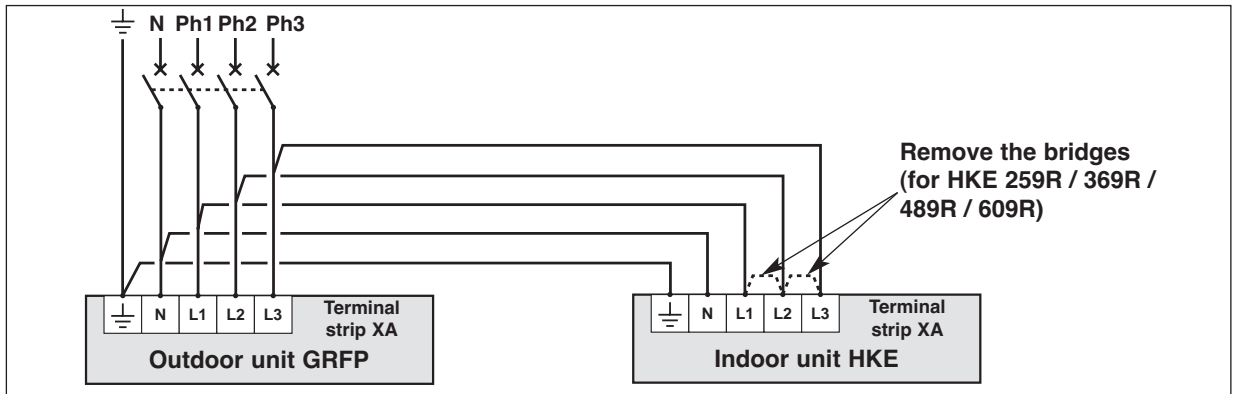 N Ph1 Ph2 Ph3
Remove the bridges
(for HKE 259R / 369R /
489R / 609R)
N L1 L2 L3
Terminal
strip XA
Outdoor unit GRFP
N L1 L2 L3
Terminal
strip XA
Indoor unit HKE